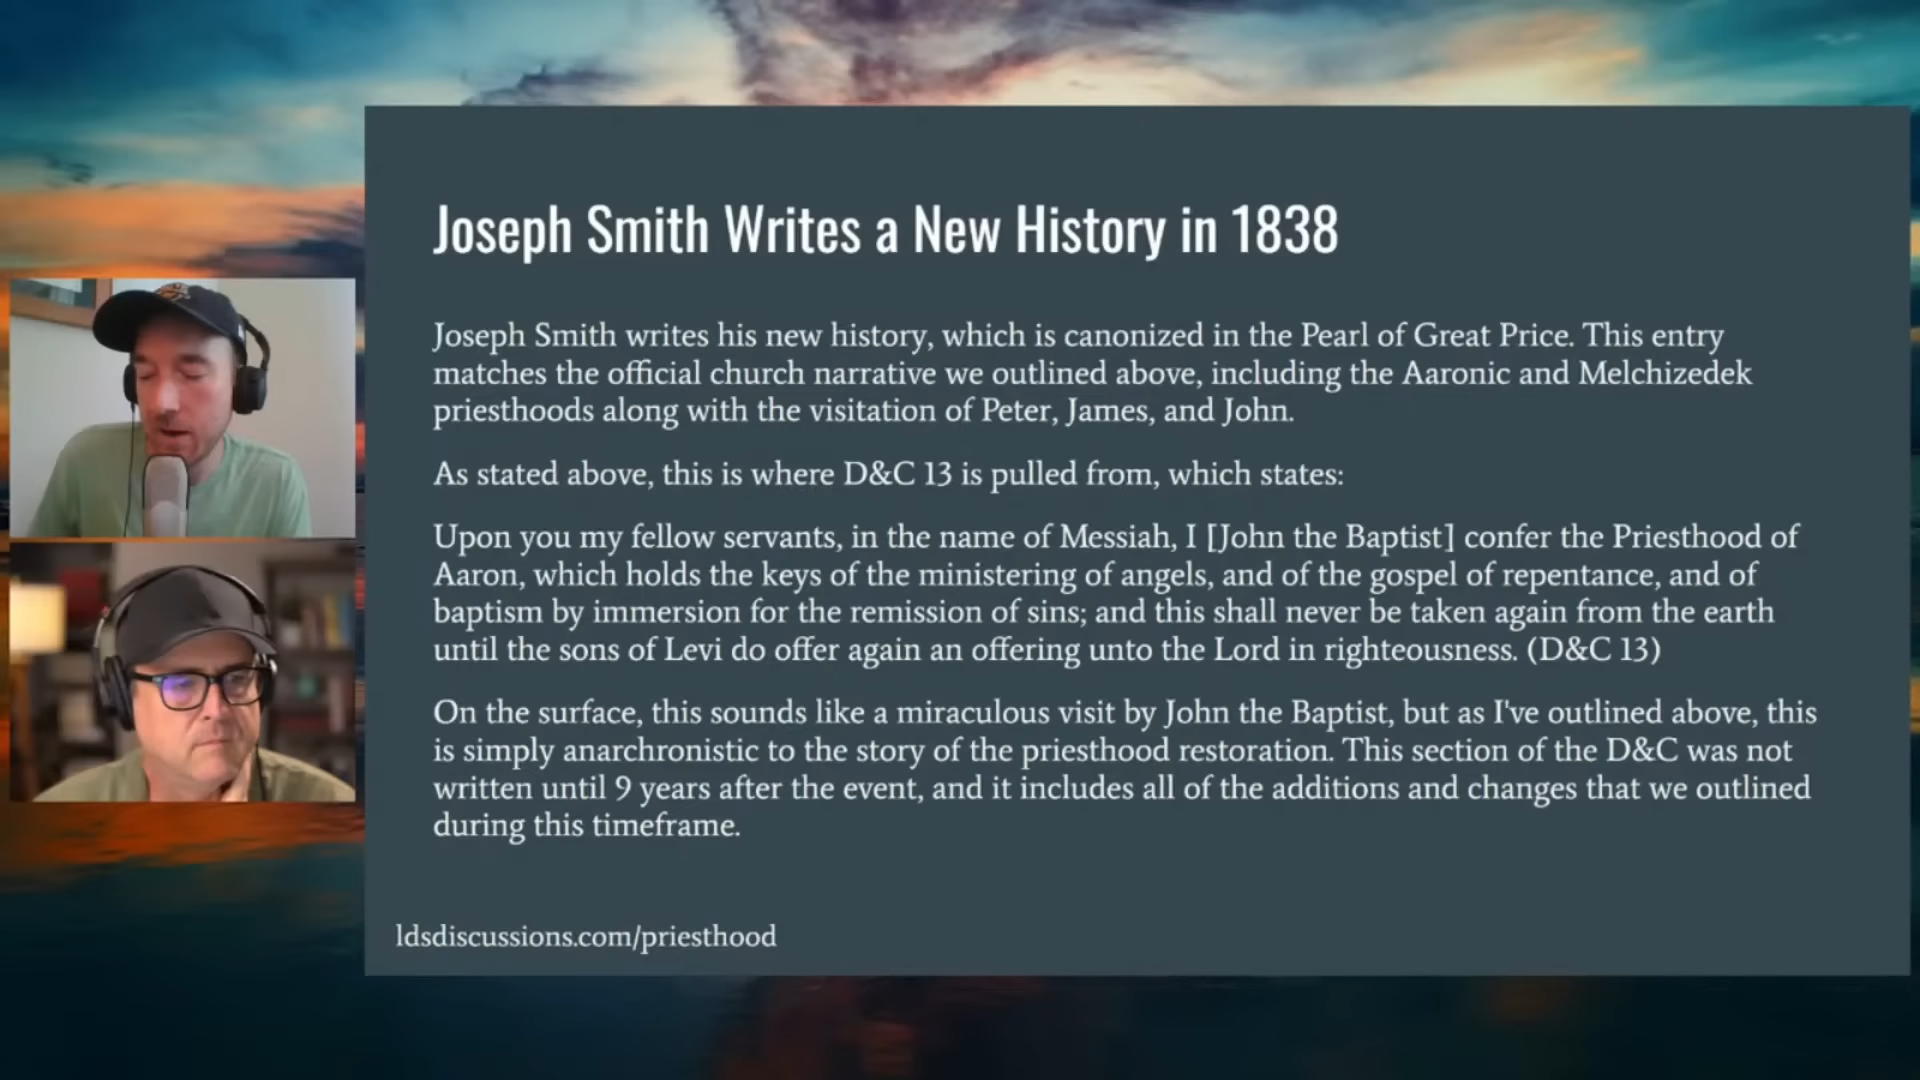 Joseph Smith Writes a New History in 1838
Joseph Smith writes his new history, which is canonized in the Pearl of Great Price. This entry
matches the official church narrative we outlined above, including the Aaronic and Melchizedek
priesthoods along with the visitation of Peter, James, and John.
As stated above, this is where D&C 13 is pulled from, which states:
Upon you my fellow servants, in the name of Messiah, I [John the Baptist] confer the Priesthood of
Aaron, which holds the keys of the ministering of angels, and of the gospel of repentance, and of
baptism by immersion for the remission of sins; and this shall never be taken again from the earth
until the sons of Levi do offer again an offering unto the Lord in righteousness. (D&C 13)
On the surface, this sounds like a miraculous visit by John the Baptist, but as I've outlined above, this
is simply anarchronistic to the story of the priesthood restoration. This section of the D&C was not
written until 9 years after the event, and it includes all of the additions and changes that we outlined
during this timeframe.
ldsdiscussions.com/priesthood